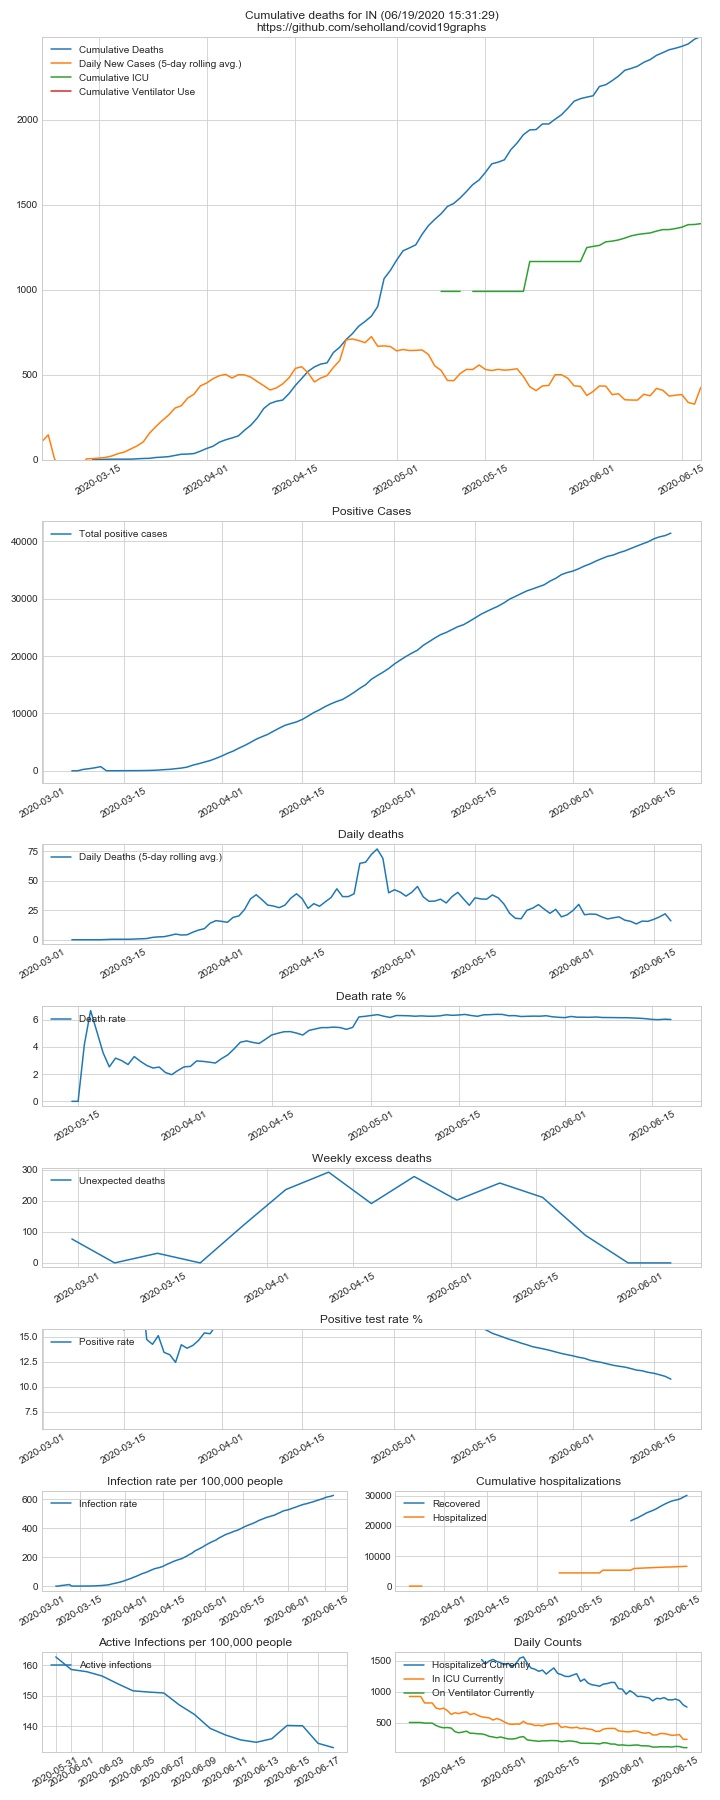 Cumulative deaths for IN (06/19/2020 15:31:29)
https://github.com/seholland/covid19graphs
Cumulative Deaths
Daily New Cases (5-day rolling avg.)
Cumulative ICU
Cumulative Ventilator Use
2000
1500
1000
500
0
2020-03-15 2020-04-01 2020-04-15 2020-05-01 2020-05-15 2020-06-01 2020-06-15
Positive Cases
Total positive cases
40000
30000
20000
10000
0
2020-03-01 2020-03-15 2020-04-01 2020-04-15 2020-05-01 2020-05-15 2020-06-01 2020-06-15
Daily deaths
Daily Deaths (5-day rolling avg.)
75
50
25
0
2020-03-01 2020-03-15 2020-04-01 2020-04-15 2020-05-01 2020-05-15 2020-06-01 2020-06-15
Death rate %
Death rate
6
4
2
0
2020-03-15 2020-04-01 2020-04-15 2020-05-01 2020-05-15 2020-06-01 2020-06-15
Weekly excess deaths
Unexpected deaths
300
200
100
0
2020-03-01 2020-03-15 2020-04-01 2020-04-15 2020-05-01 2020-05-15 2020-06-01
Positive test rate %
Positive rate
15.0
12.5
10.0
7.5
2020-03-01 2020-03-15 2020-04-01 2020-04-15 2020-05-01 2020-05-15 2020-06-01 2020-06-15
Infection rate per 100,000 people
Infection rate
600
400
200
0
2020-03-01 2020-03-15 2020-04-01 2020-04-15 2020-05-01 2020-05-15 2020-06-01 2020-06-15
Cumulative hospitalizations
Recovered
Hospitalized
30000
20000
10000
0
2020-04-01 2020-04-15 2020-05-01 2020-05-15 2020-06-01 2020-06-15
Active Infections per 100,000 people
Active infections
160
150
140
2020-05-31 2020-06-01 2020-06-03 2020-06-05 2020-06-07 2020-06-09 2020-06-11 2020-06-13 2020-06-15 2020-06-17
Daily Counts
Hospitalized Currently
In ICU Currently
On Ventilator Currently
1500
1000
500
2020-04-15 2020-05-01 2020-05-15 2020-06-01 2020-06-15